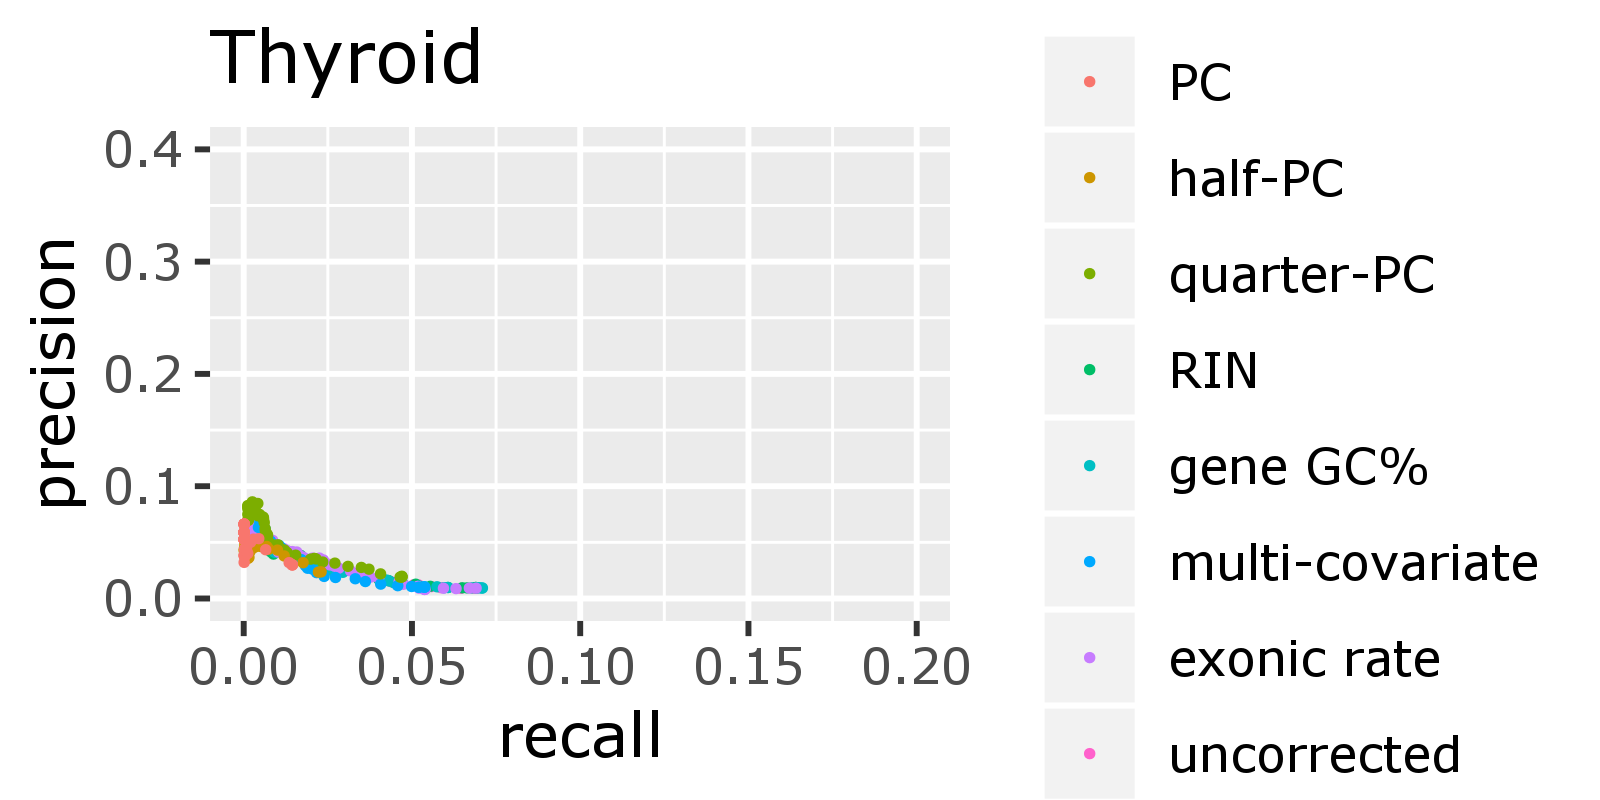 Thyroid
precision
0.4
0.3
0.2
0.1
0.0
0.00 0.05 0.10 0.15 0.20
recall
PC
half-PC
quarter-PC
RIN
gene GC%
multi-covariate
exonic rate
uncorrected